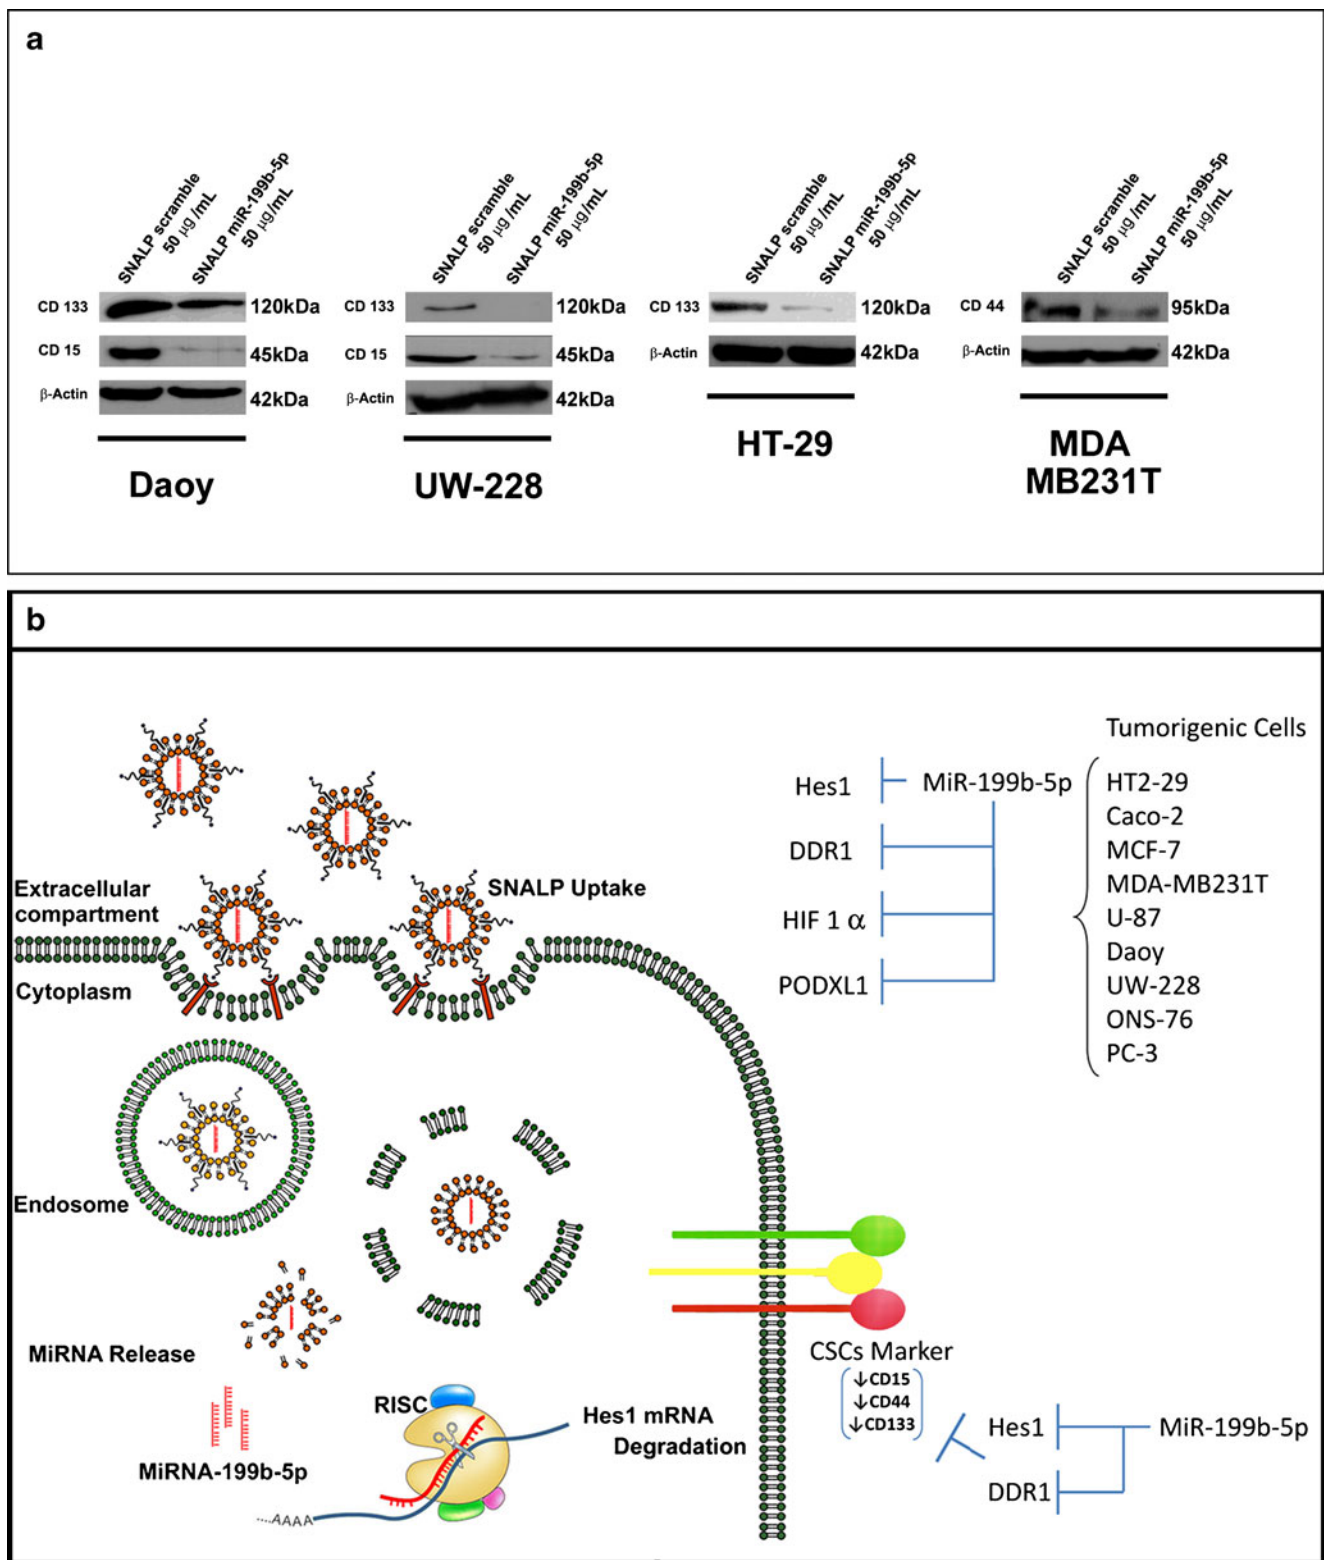 a
SNALP scramble
50 µg/mL
SNALP miR-199b-5p
50 µg/mL
CD 133
120kDa
CD 15
45kDa
β-Actin
42kDa
Daoy
SNALP scramble
50 µg/mL
SNALP miR-199b-5p
50 µg/mL
CD 133
120kDa
CD 15
45kDa
β-Actin
42kDa
UW-228
SNALP scramble
50 µg/mL
SNALP miR-199b-5p
50 µg/mL
CD 133
120kDa
β-Actin
42kDa
HT-29
SNALP scramble
50 µg/mL
SNALP miR-199b-5p
50 µg/mL
CD 44
95kDa
β-Actin
42kDa
MDA
MB231T
b
Extracellular
compartment
SNALP Uptake
Cytoplasm
Endosome
MiRNA Release
MiRNA-199b-5p
RISC
Hes1 mRNA
Degradation
....AAAA
Hes1
MiR-199b-5p
DDR1
HIF 1 α
PODXL1
Tumorigenic Cells
HT2-29
Caco-2
MCF-7
MDA-MB231T
U-87
Daoy
UW-228
ONS-76
PC-3
CSCs Marker
↓CD15
↓CD44
↓CD133
Hes1
MiR-199b-5p
DDR1